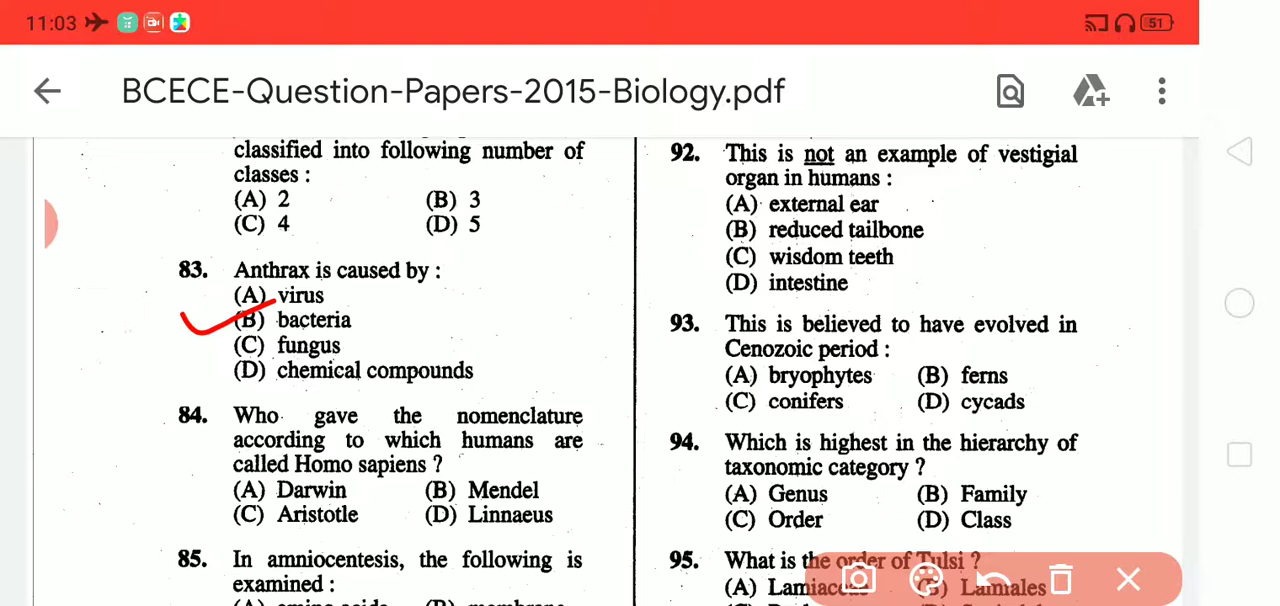 11:03
51
BCECE-Question-Papers-2015-Biology.pdf
classified into following number of
classes :
(A) 2 (B) 3
(C) 4 (D) 5
83. Anthrax is caused by :
(A) virus
(B) bacteria
(C) fungus
(D) chemical compounds
84. Who gave the nomenclature
according to which humans are
called Homo sapiens ?
(A) Darwin (B) Mendel
(C) Aristotle (D) Linnaeus
85. In amniocentesis, the following is
examined :
(A) amino acids (B) membrane
92. This is not an example of vestigial
organ in humans :
(A) external ear
(B) reduced tailbone
(C) wisdom teeth
(D) intestine
93. This is believed to have evolved in
Cenozoic period :
(A) bryophytes (B) ferns
(C) conifers (D) cycads
94. Which is highest in the hierarchy of
taxonomic category ?
(A) Genus (B) Family
(C) Order (D) Class
95. What is the order of Tulsi ?
(A) Lamiaceae (B) Lamiales